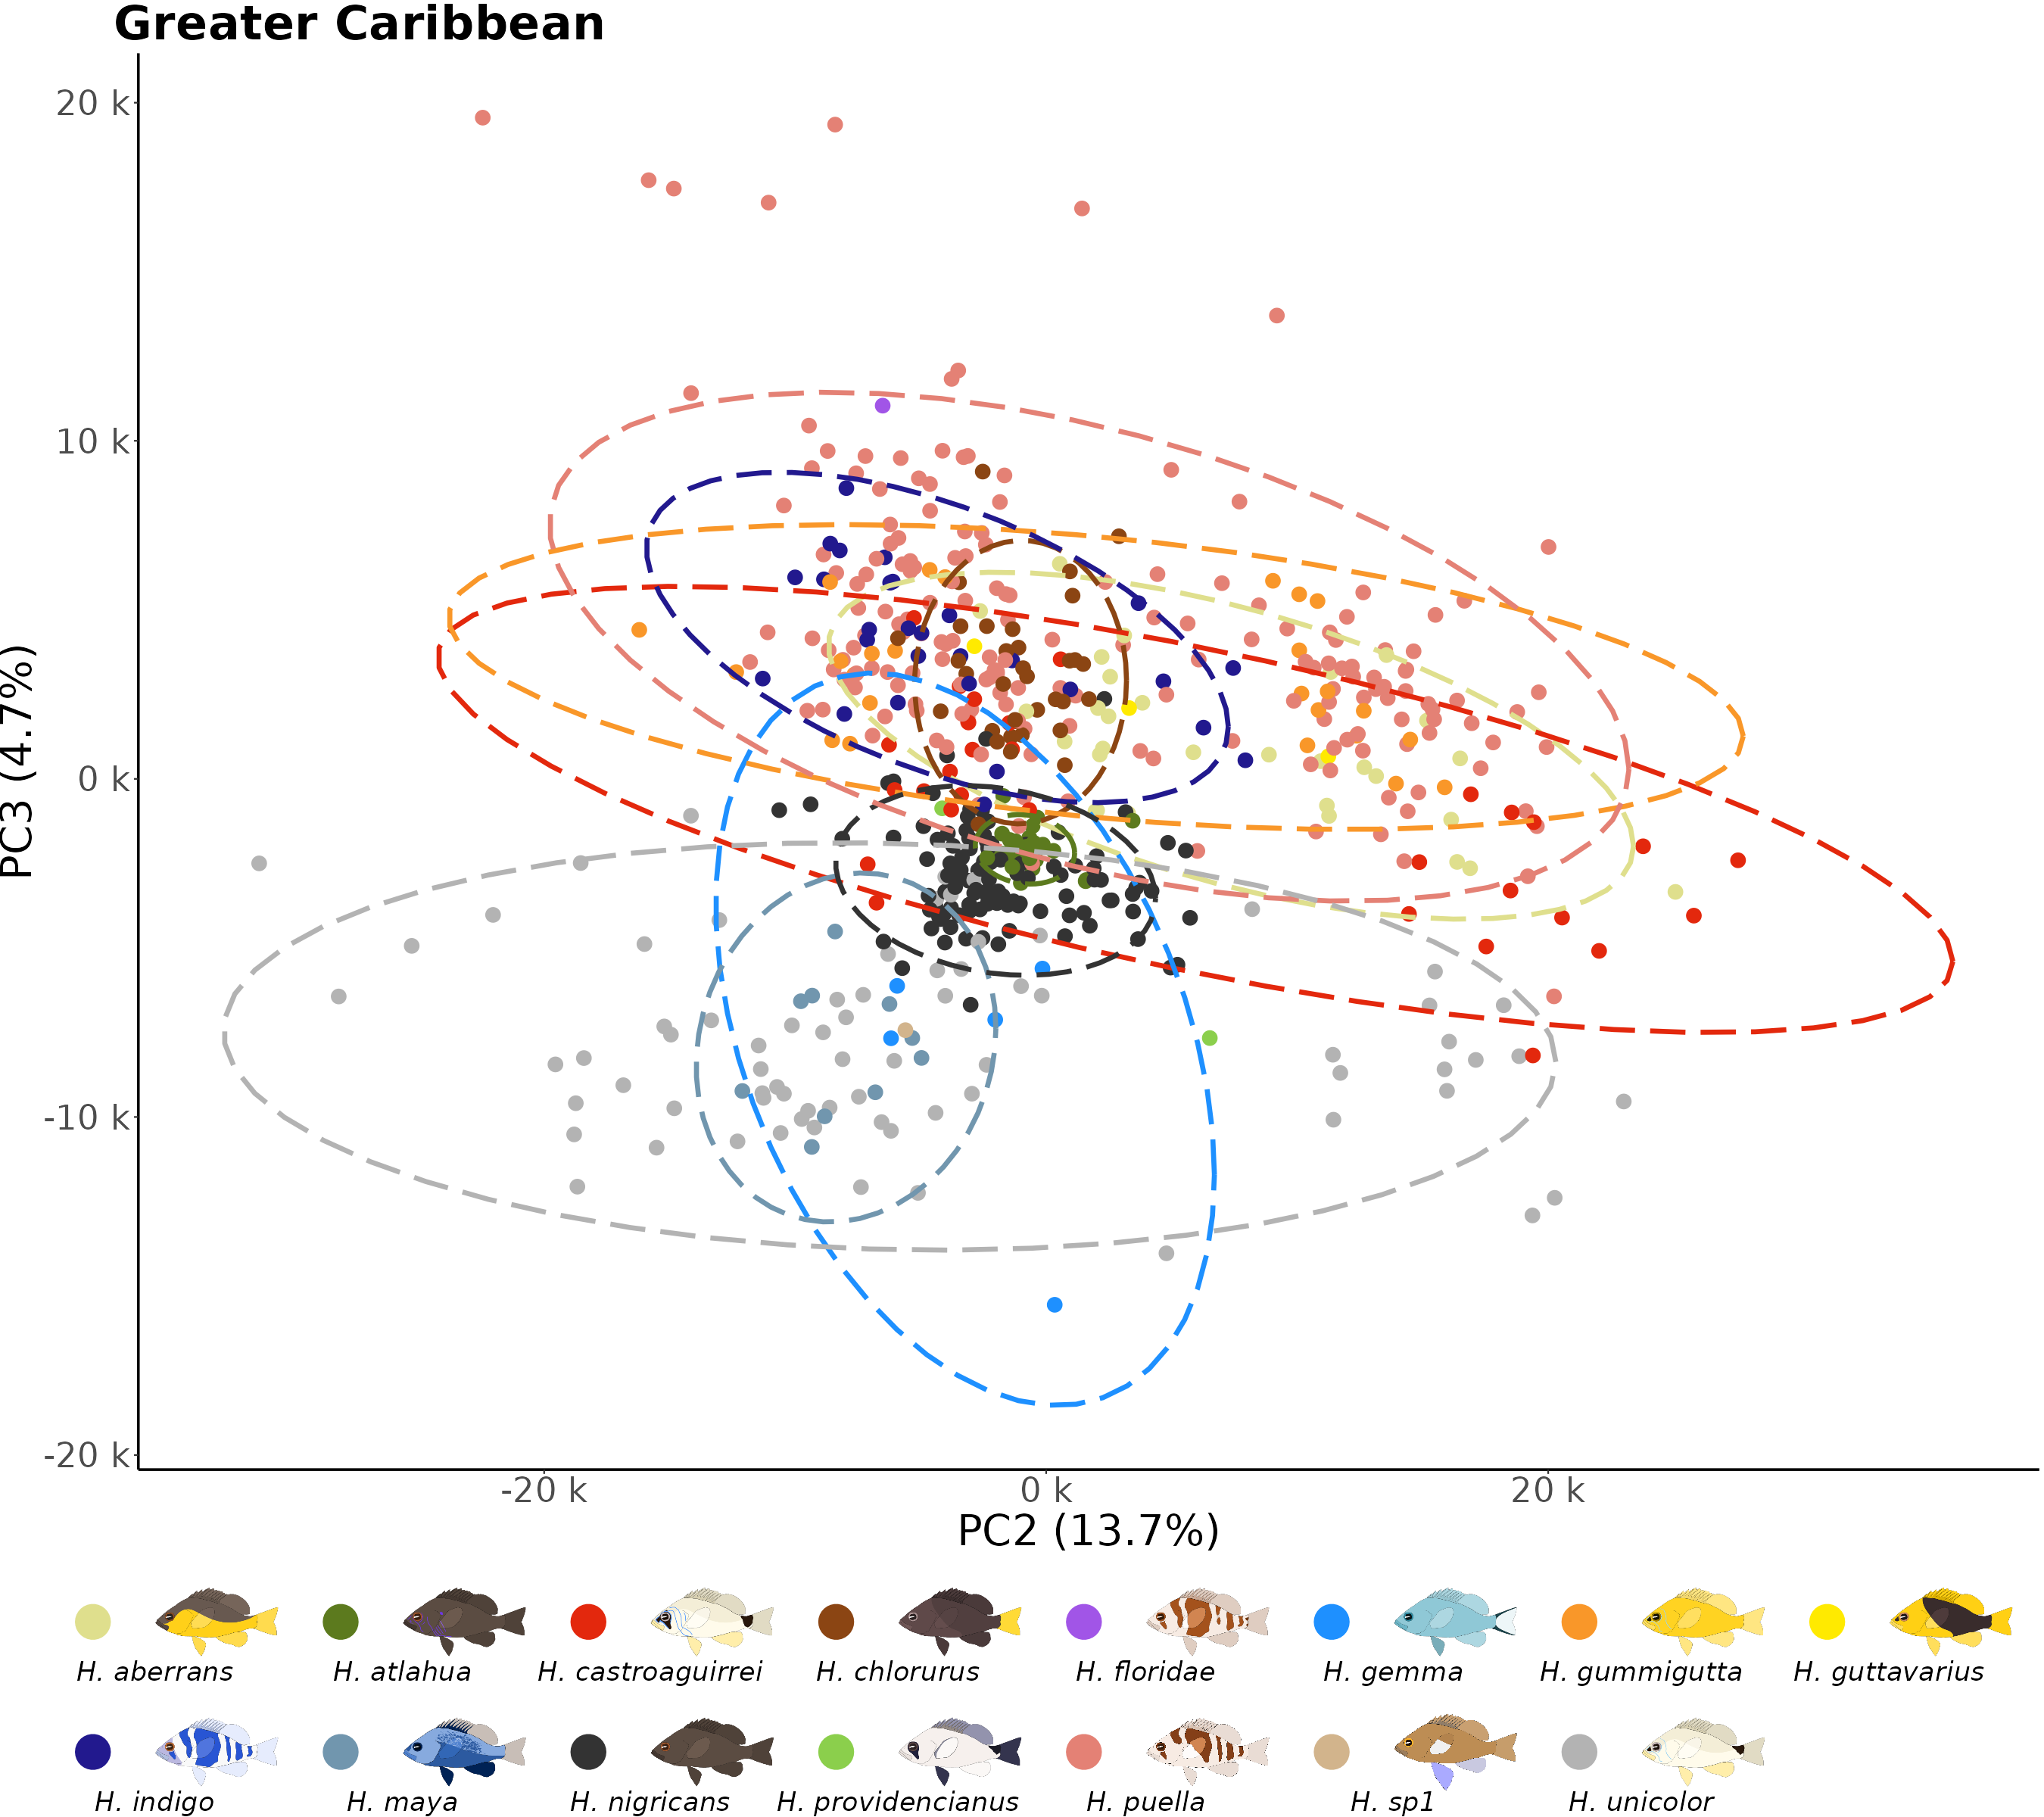 Greater Caribbean
20 k
10 k
0 k
-10 k
-20 k
PC3 (4.7%)
-20 k 0 k 20 k
PC2 (13.7%)
H. aberrans H. atlahua H. castroaguirrei H. chlorurus H. floridae H. gemma H. gummigutta H. guttavarius
H. indigo H. maya H. nigricans H. providencianus H. puella H. sp1 H. unicolor